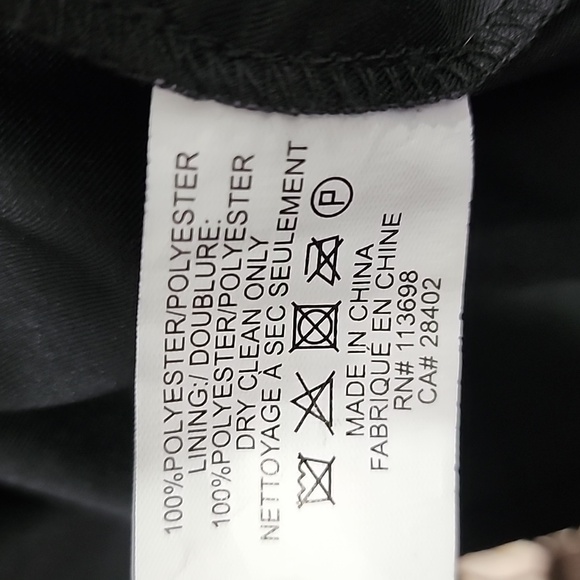 100%POLYESTER/POLYESTER
LINING:/ DOUBLURE:
100%POLYESTER/POLYESTER
DRY CLEAN ONLY
NETTOYAGE A SEC SEULEMENT
P
MADE IN CHINA
FABRIQUÉ EN CHINE
RN# 113698
CA# 28402